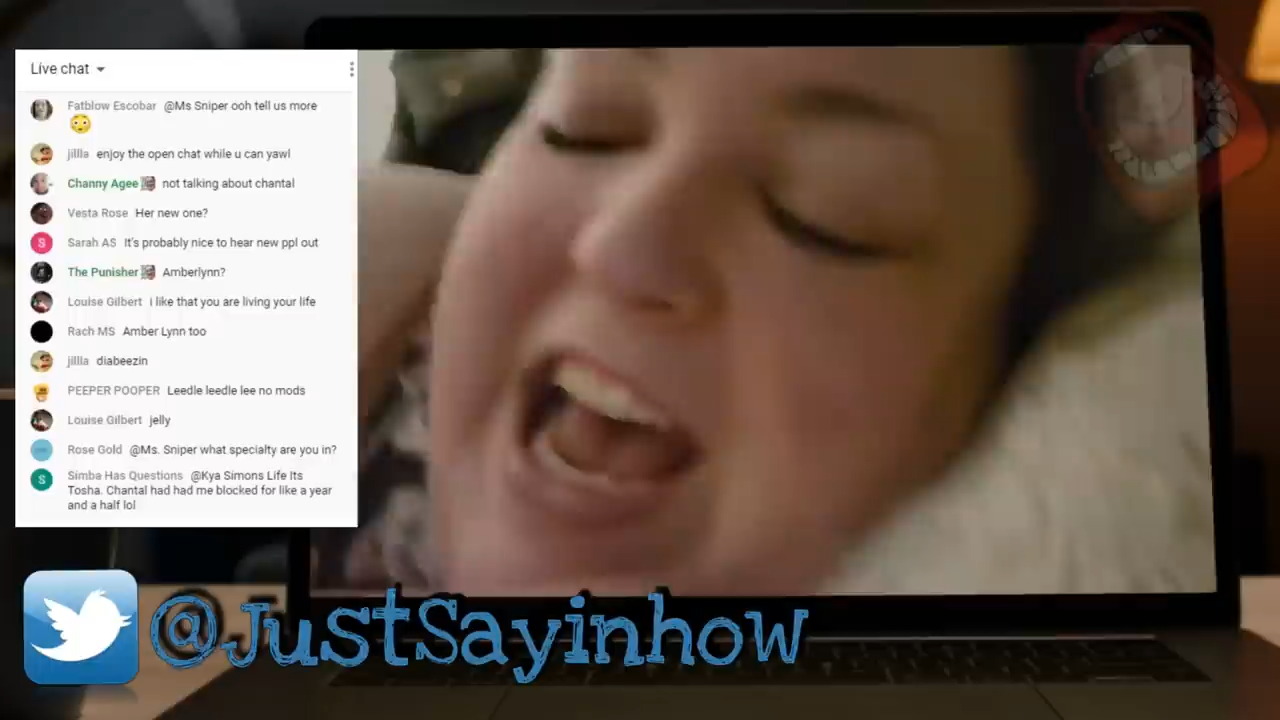 Live chat
Fatblow Escobar @Ms Sniper ooh tell us more
jillla enjoy the open chat while u can yawl
Channy Agee not talking about chantal
Vesta Rose Her new one?
Sarah AS It's probably nice to hear new ppl out
The Punisher Amberlynn?
Louise Gilbert i like that you are living your life
Rach MS Amber Lynn too
jillla diabeezin
PEEPER POOPER Leedle leedle lee no mods
Louise Gilbert jelly
Rose Gold @Ms. Sniper what specialty are you in?
Simba Has Questions @Kya Simons Life Its
Tosha. Chantal had had me blocked for like a year
and a half lol
@JustSayinhow